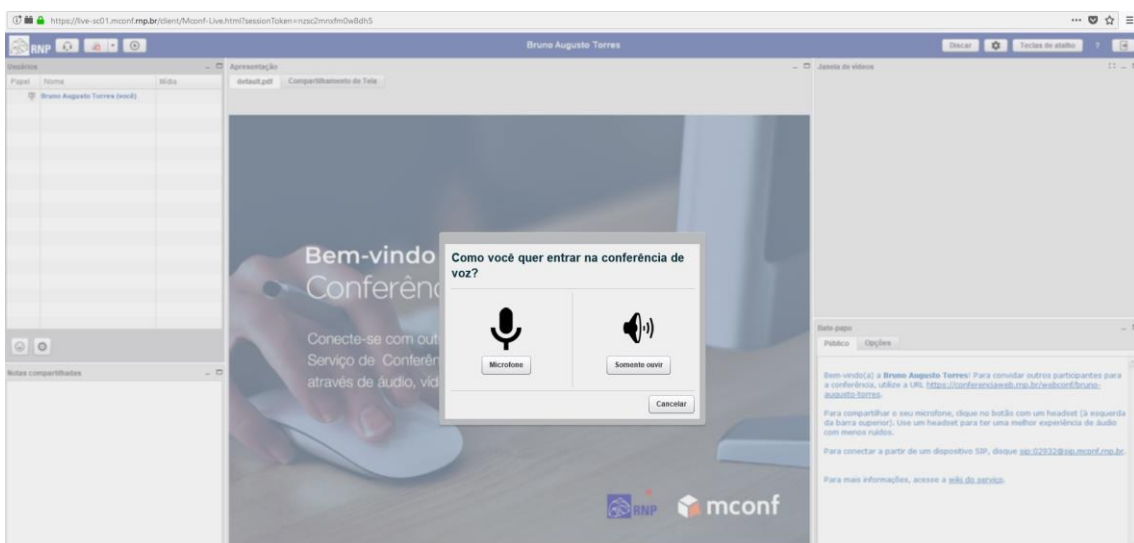 https://live-sc01.mconf.rnp.br/client/Mconf-Live.html?sessionToken=nzsc2mnxfm0w8dh5
RNP
Bruno Augusto Torres
Discar
Teclas de atalho
?
Usuários
Papel Nome Mídia
Bruno Augusto Torres (você)
Apresentação
default.pdf Compartilhamento de Tela
Janela de vídeos
Bem-vindo
Conferênc
Conecte-se com out
Serviço de Conferên
através de áudio, víd
Como você quer entrar na conferência de
voz?
Microfone
Somente ouvir
Cancelar
RNP
mconf
Notas compartilhadas
Bate-papo
Público Opções
Bem-vindo(a) a Bruno Augusto Torres! Para convidar outros participantes para
a conferência, utilize a URL https://conferenciaweb.rnp.br/webconf/bruno-
augusto-torres.
Para compartilhar o seu microfone, clique no botão com um headset (à esquerda
da barra superior). Use um headset para ter uma melhor experiência de áudio
com menos ruídos.
Para conectar a partir de um dispositivo SIP, disque sip:02932@sip.mconf.rnp.br.
Para mais informações, acesse a wiki do serviço.